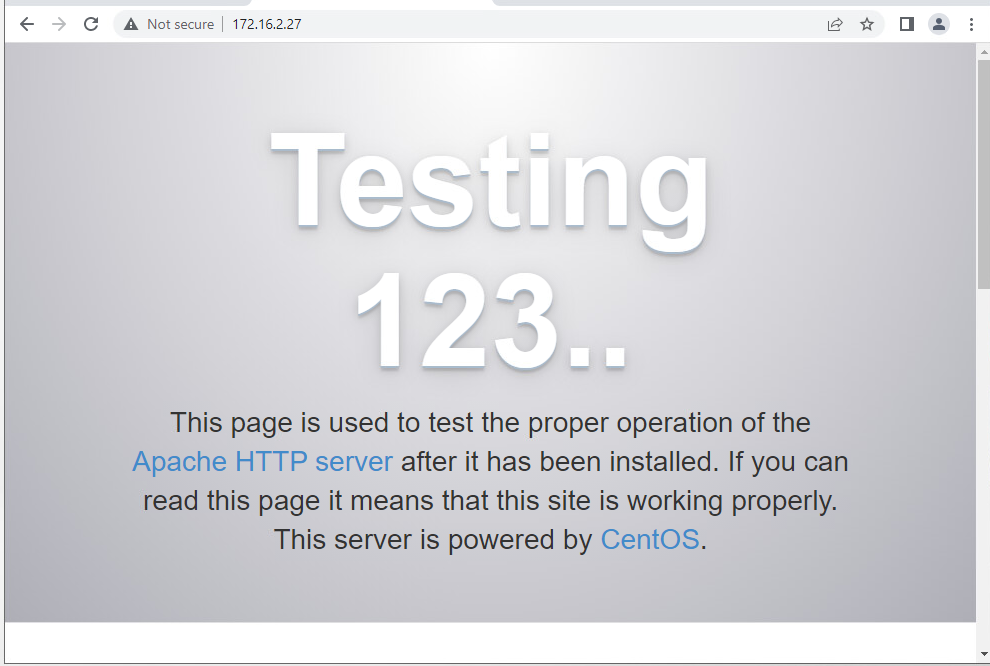 Not secure | 172.16.2.27
Testing
123..
This page is used to test the proper operation of the
Apache HTTP server after it has been installed. If you can
read this page it means that this site is working properly.
This server is powered by CentOS.